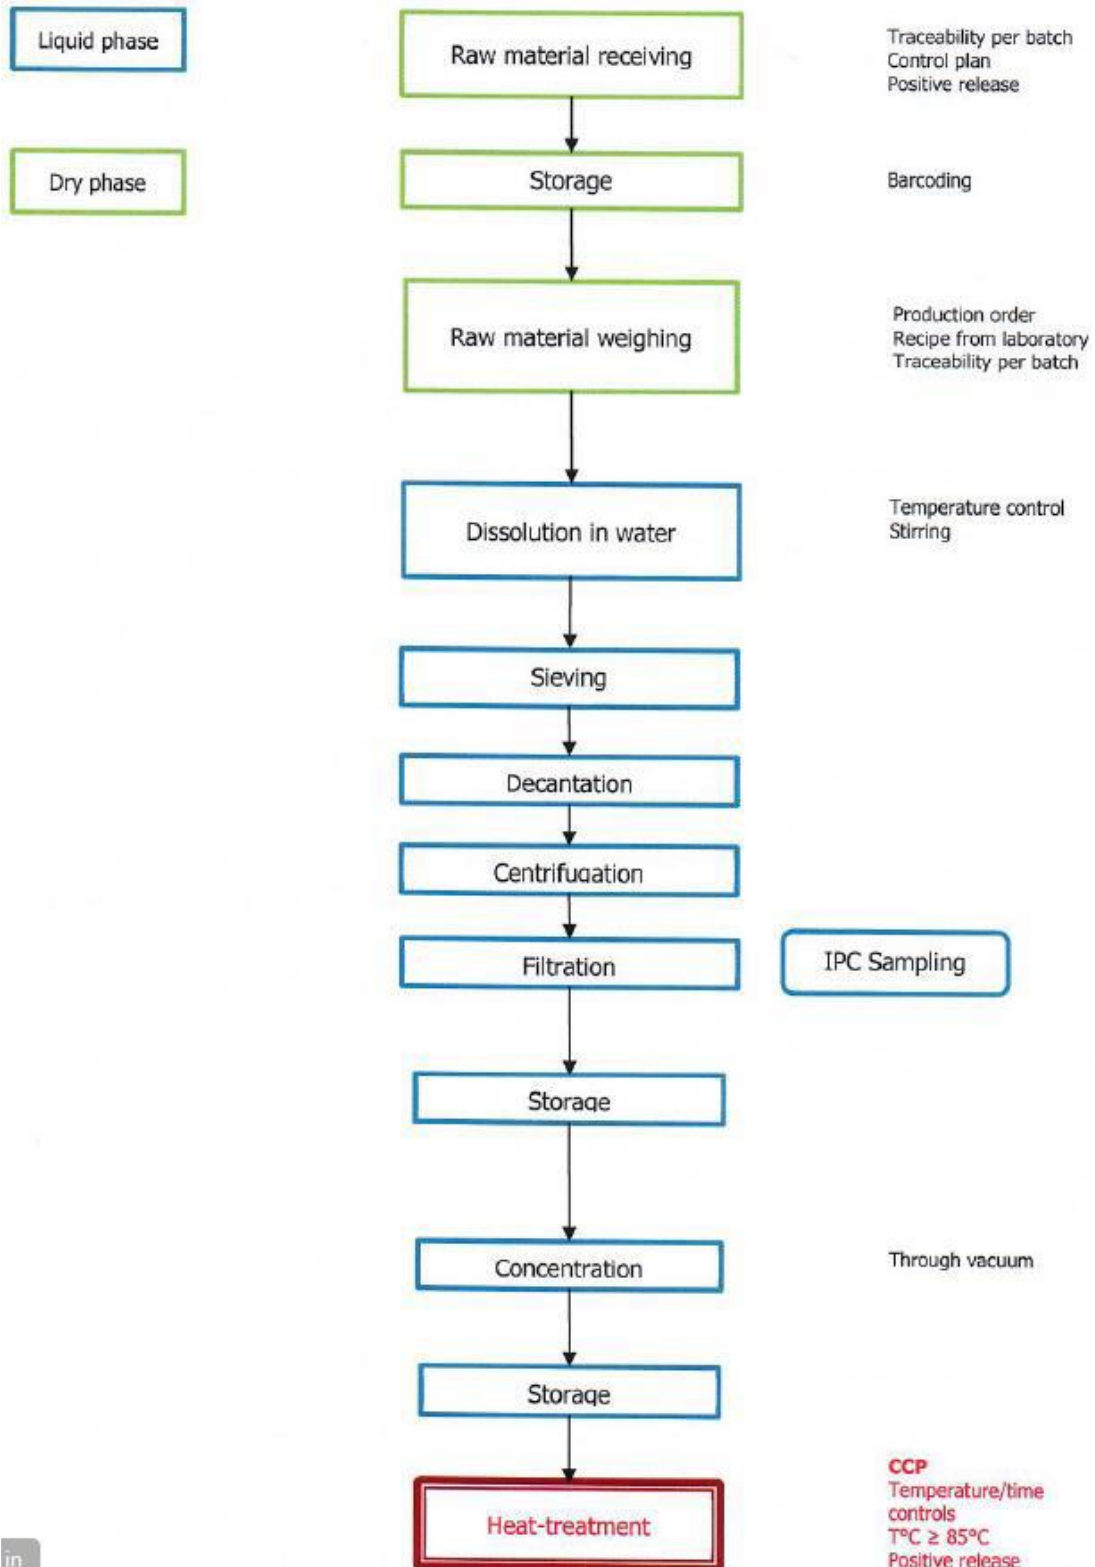 Liquid phase
Raw material receiving
Traceability per batch
Control plan
Positive release
Dry phase
Storage
Barcoding
Raw material weighing
Production order
Recipe from laboratory
Traceability per batch
Dissolution in water
Temperature control
Stirring
Sieving
Decantation
Centrifugation
Filtration
IPC Sampling
Storage
Concentration
Through vacuum
Storage
Heat-treatment
CCP
Temperature/time
controls
T°C ≥ 85°C
Positive release
in